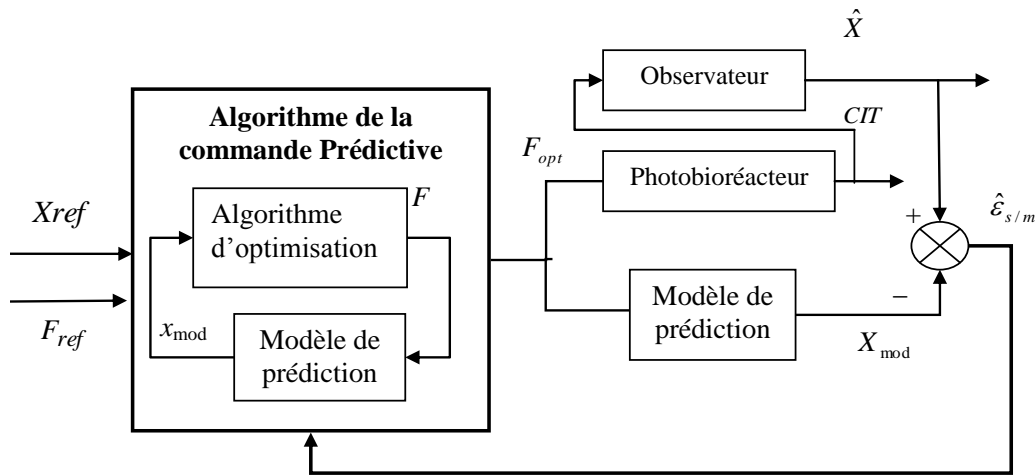 X̂
Observateur
Algorithme de la
commande Prédictive
CIT
F_opt
Photobioréacteur
F
Xref
Algorithme
d’optimisation
+
ε̂_s/m
F_ref
x_mod
Modèle de
prédiction
Modèle de
prédiction
−
X_mod